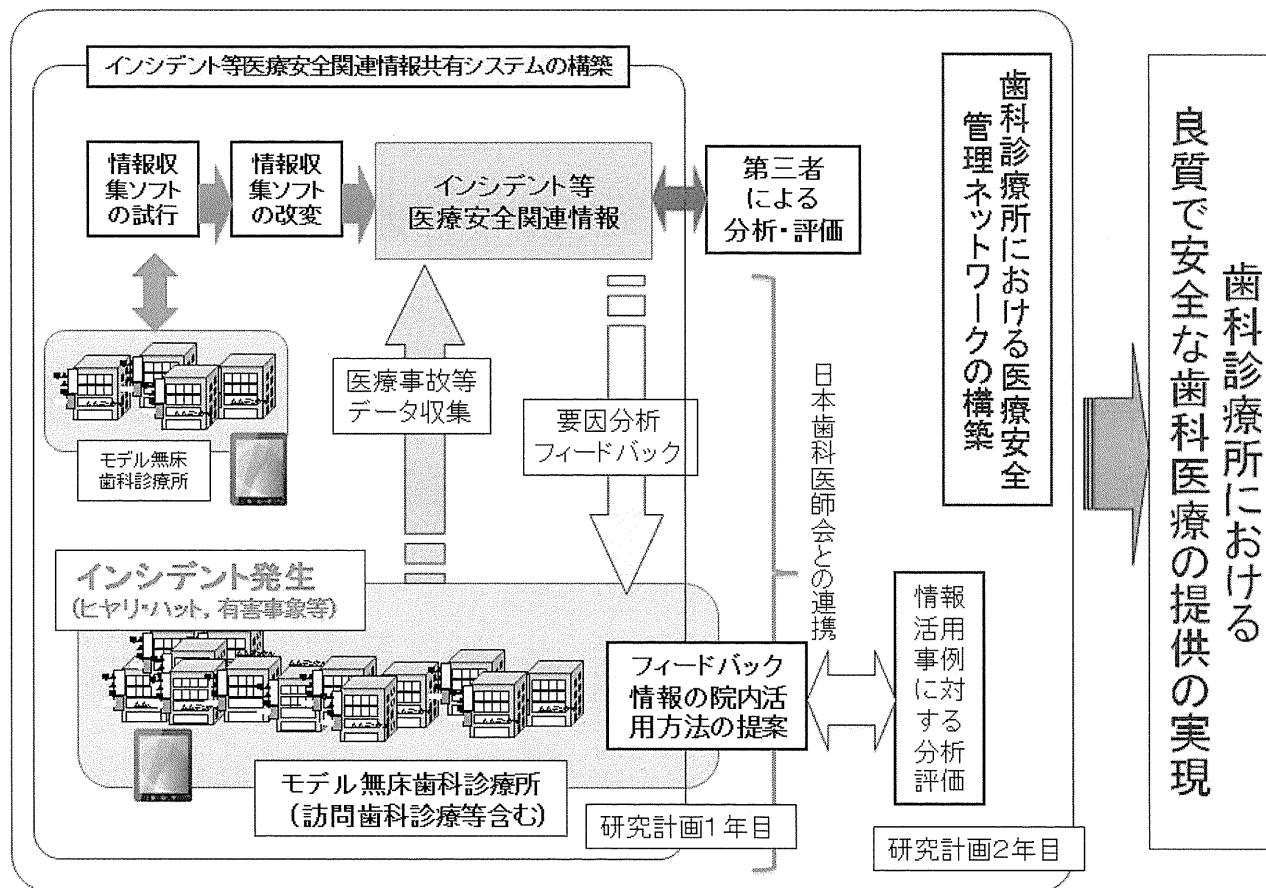 インシデント等医療安全関連情報共有システムの構築
情報収
集ソフト
の試行
情報収
集ソフト
の改変
インシデント等
医療安全関連情報
第三者
による
分析・評価
モデル無床
歯科診療所
医療事故等
データ収集
要因分析
フィードバック
インシデント発生
(ヒヤリ・ハット, 有害事象等)
フィードバック
情報の院内活
用方法の提案
モデル無床歯科診療所
(訪問歯科診療等含む)
研究計画1年目
日本歯科医師会との連携
情報
活用
事例
に対
する
分析
評価
研究計画2年目
歯科診療所における医療安全
管理ネットワークの構築
歯科診療所における
良質で安全な歯科医療の提供の実現